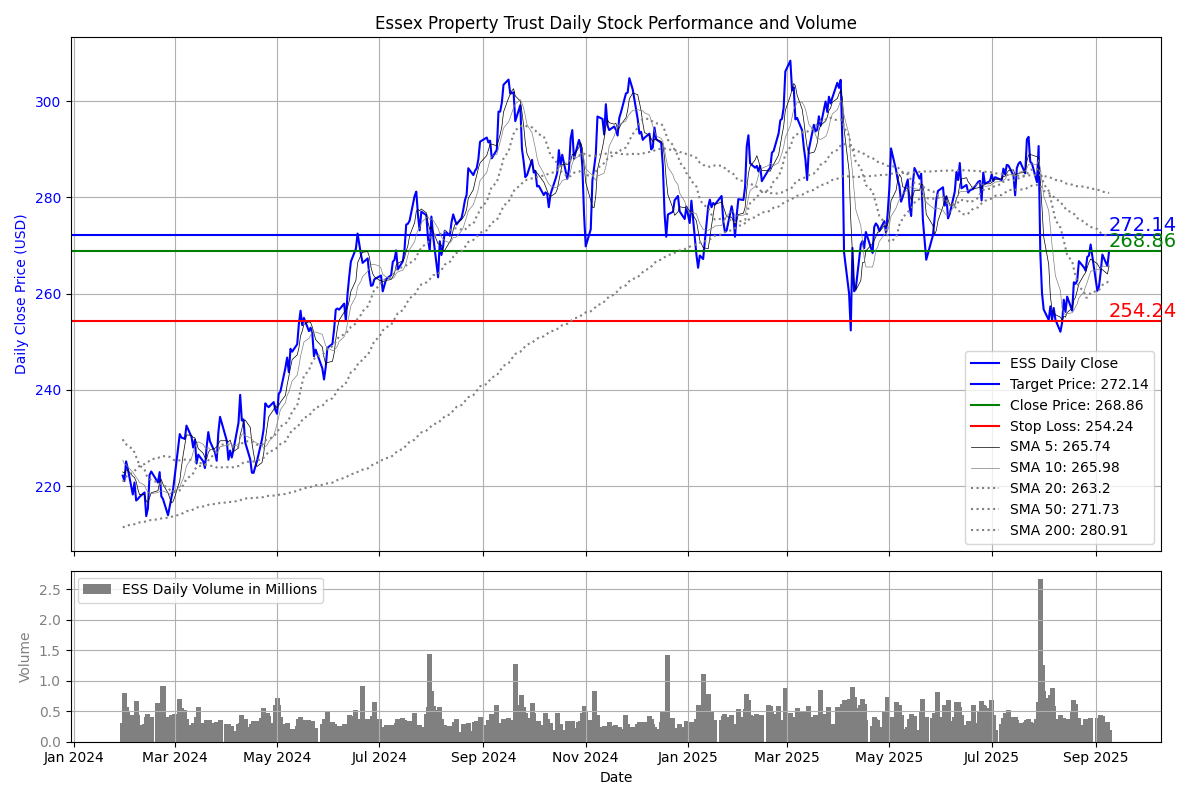 Essex Property Trust Daily Stock Performance and Volume
Daily Close Price (USD)
300
280
260
240
220
272.14
268.86
254.24
ESS Daily Close
Target Price: 272.14
Close Price: 268.86
Stop Loss: 254.24
SMA 5: 265.74
SMA 10: 265.98
SMA 20: 263.2
SMA 50: 271.73
SMA 200: 280.91
Volume
2.5
2.0
1.5
1.0
0.5
0.0
ESS Daily Volume in Millions
Jan 2024 Mar 2024 May 2024 Jul 2024 Sep 2024 Nov 2024 Jan 2025 Mar 2025 May 2025 Jul 2025 Sep 2025
Date